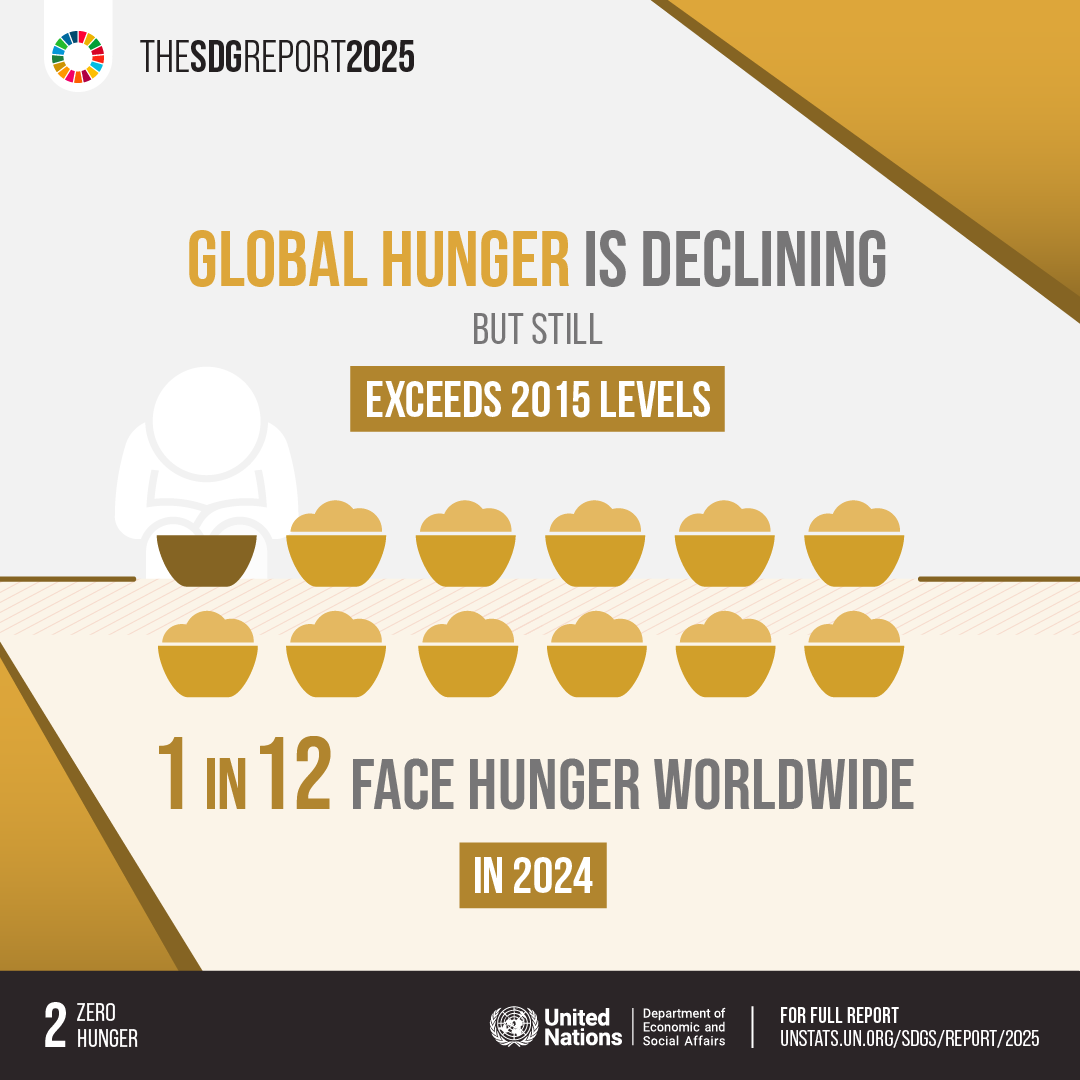 THESDGREPORT2025
GLOBAL HUNGER IS DECLINING
BUT STILL
EXCEEDS 2015 LEVELS
1 IN 12 FACE HUNGER WORLDWIDE
IN 2024
2 ZERO
HUNGER
United
Nations
Department of
Economic and
Social Affairs
FOR FULL REPORT
UNSTATS.UN.ORG/SDGS/REPORT/2025